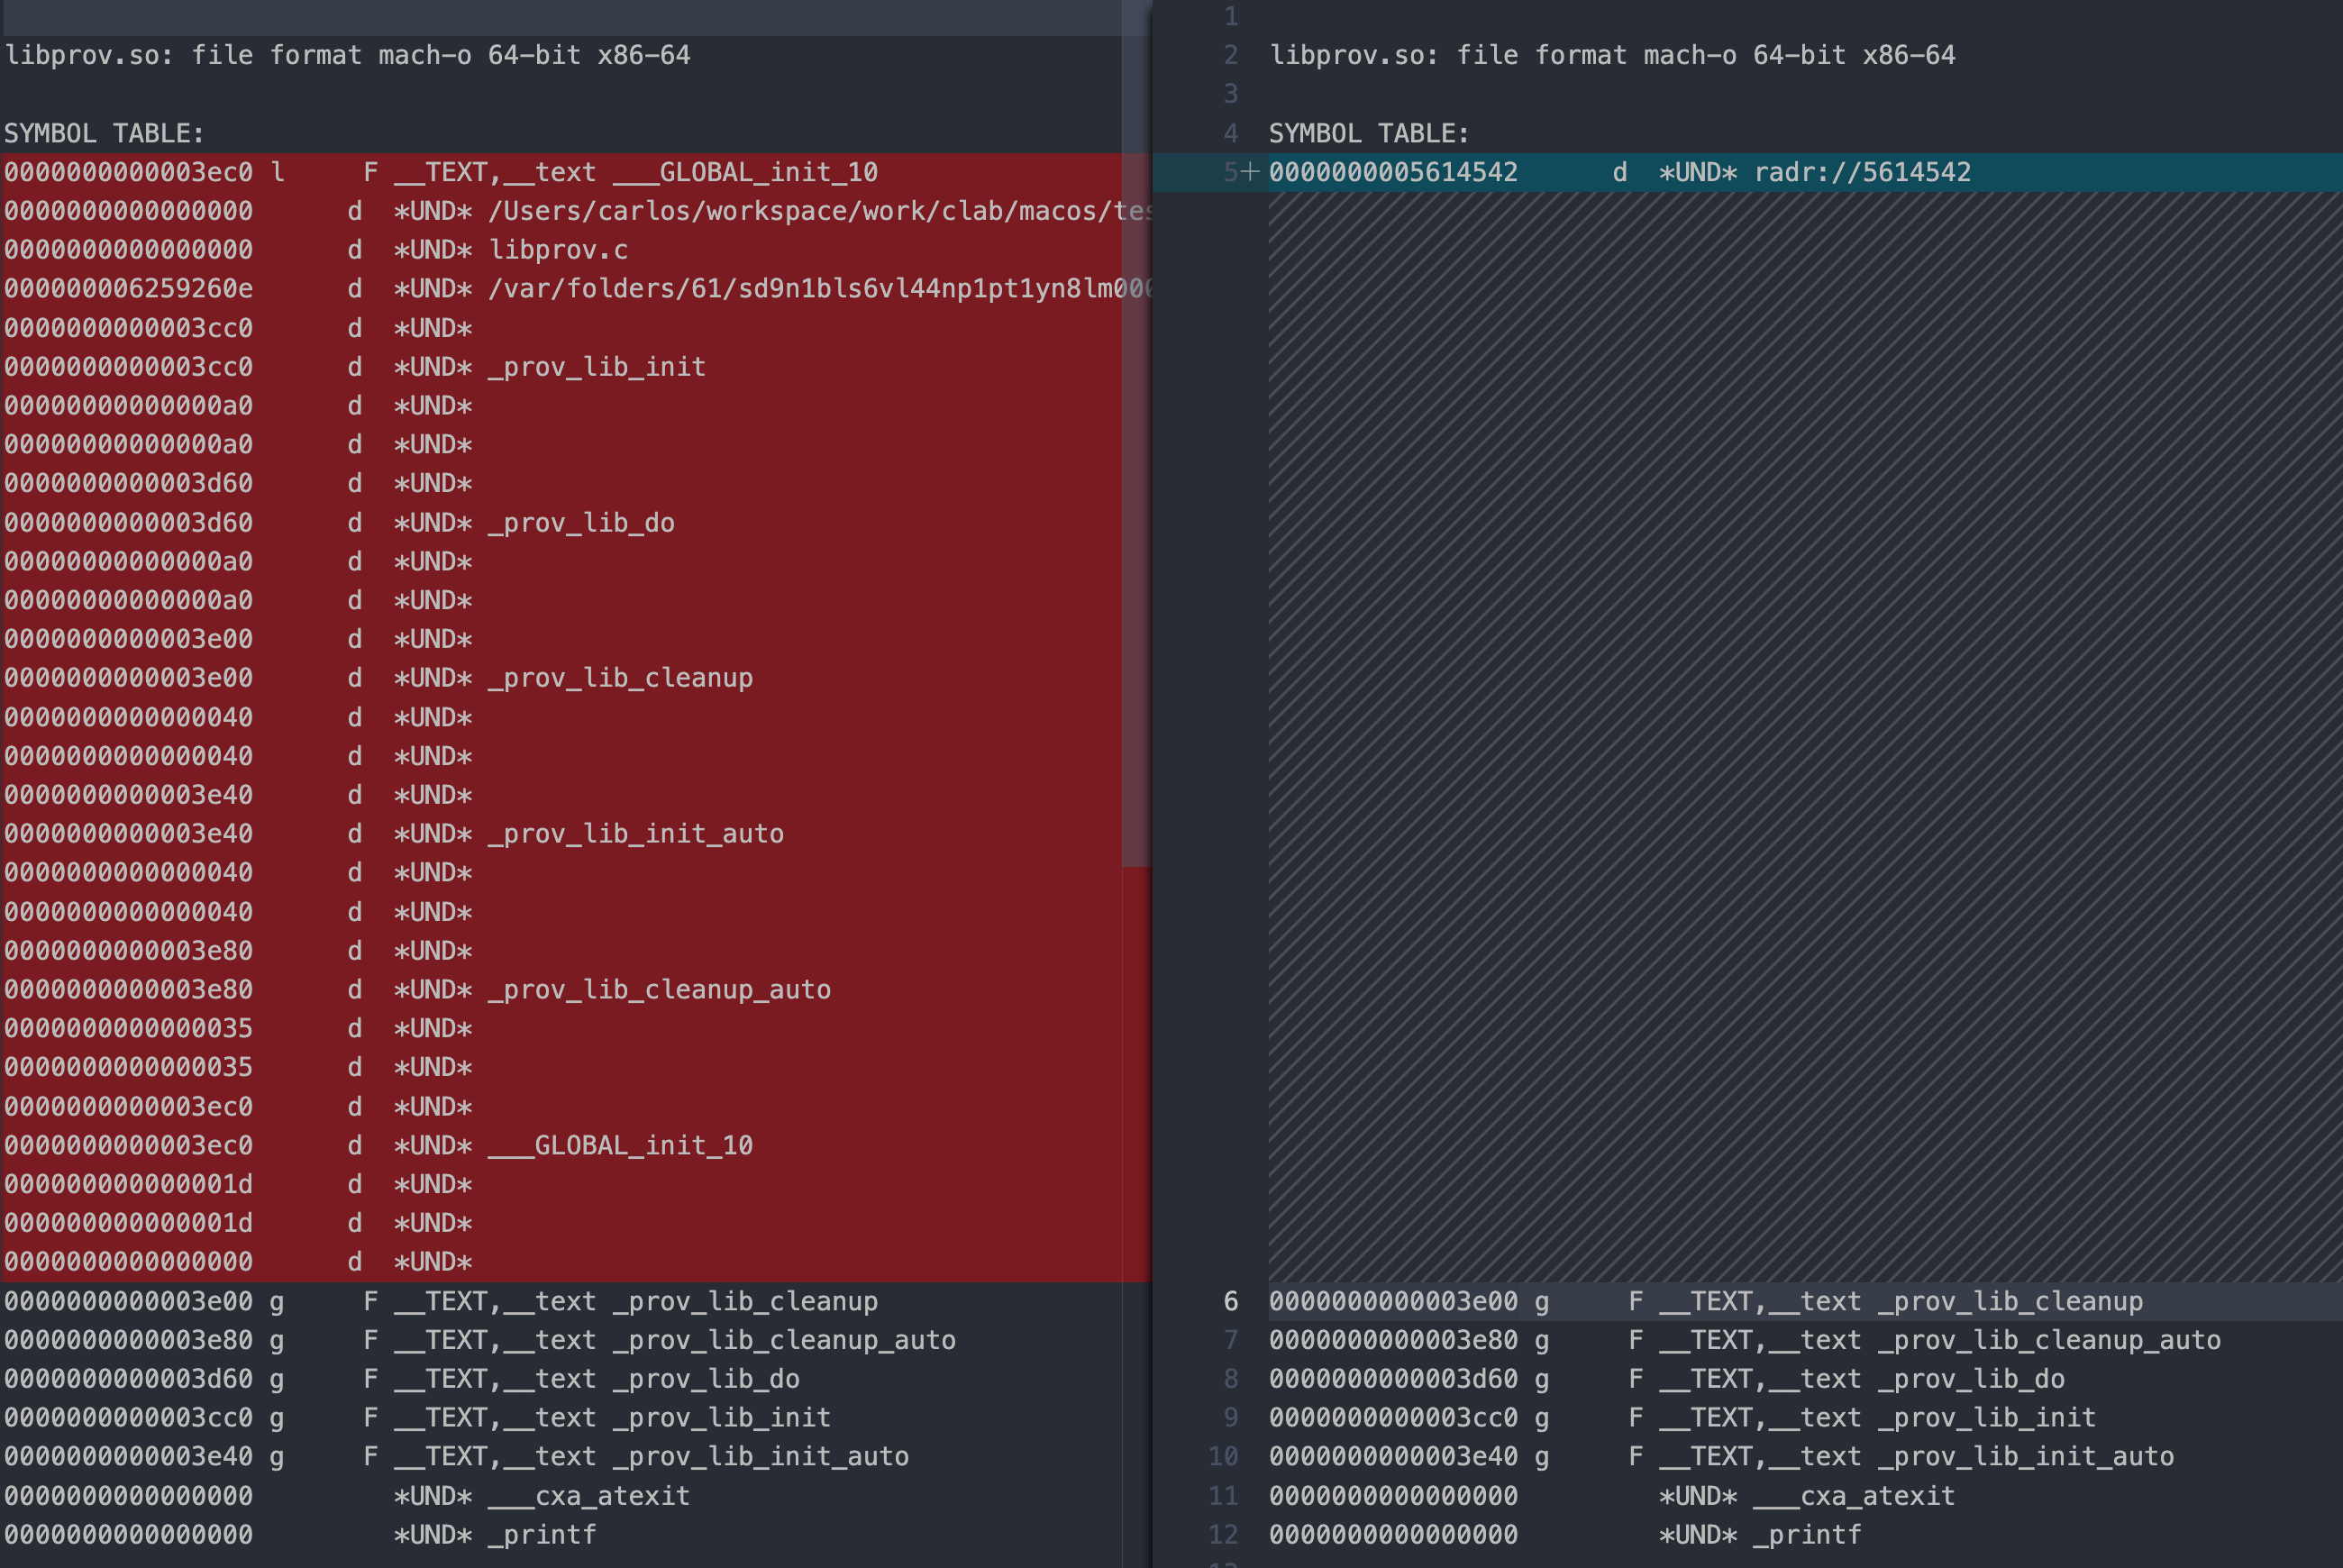 libprov.so: file format mach-o 64-bit x86-64
SYMBOL TABLE:
0000000000003ec0 l     F __TEXT,__text ___GLOBAL_init_10
0000000000000000      d  *UND* /Users/carlos/workspace/work/clab/macos/tes
0000000000000000      d  *UND* libprov.c
000000006259260e      d  *UND* /var/folders/61/sd9n1bls6vl44np1pt1yn8lm000
0000000000003cc0      d  *UND*
0000000000003cc0      d  *UND* _prov_lib_init
00000000000000a0      d  *UND*
00000000000000a0      d  *UND*
0000000000003d60      d  *UND*
0000000000003d60      d  *UND* _prov_lib_do
00000000000000a0      d  *UND*
00000000000000a0      d  *UND*
0000000000003e00      d  *UND*
0000000000003e00      d  *UND* _prov_lib_cleanup
0000000000000040      d  *UND*
0000000000000040      d  *UND*
0000000000003e40      d  *UND*
0000000000003e40      d  *UND* _prov_lib_init_auto
0000000000000040      d  *UND*
0000000000000040      d  *UND*
0000000000003e80      d  *UND*
0000000000003e80      d  *UND* _prov_lib_cleanup_auto
0000000000000035      d  *UND*
0000000000000035      d  *UND*
0000000000003ec0      d  *UND*
0000000000003ec0      d  *UND* ___GLOBAL_init_10
000000000000001d      d  *UND*
000000000000001d      d  *UND*
0000000000000000      d  *UND*
0000000000003e00 g     F __TEXT,__text _prov_lib_cleanup
0000000000003e80 g     F __TEXT,__text _prov_lib_cleanup_auto
0000000000003d60 g     F __TEXT,__text _prov_lib_do
0000000000003cc0 g     F __TEXT,__text _prov_lib_init
0000000000003e40 g     F __TEXT,__text _prov_lib_init_auto
0000000000000000         *UND* ___cxa_atexit
0000000000000000         *UND* _printf
1
2 libprov.so: file format mach-o 64-bit x86-64
3
4 SYMBOL TABLE:
5+ 0000000005614542      d  *UND* radr://5614542
6 0000000000003e00 g     F __TEXT,__text _prov_lib_cleanup
7 0000000000003e80 g     F __TEXT,__text _prov_lib_cleanup_auto
8 0000000000003d60 g     F __TEXT,__text _prov_lib_do
9 0000000000003cc0 g     F __TEXT,__text _prov_lib_init
10 0000000000003e40 g     F __TEXT,__text _prov_lib_init_auto
11 0000000000000000         *UND* ___cxa_atexit
12 0000000000000000         *UND* _printf